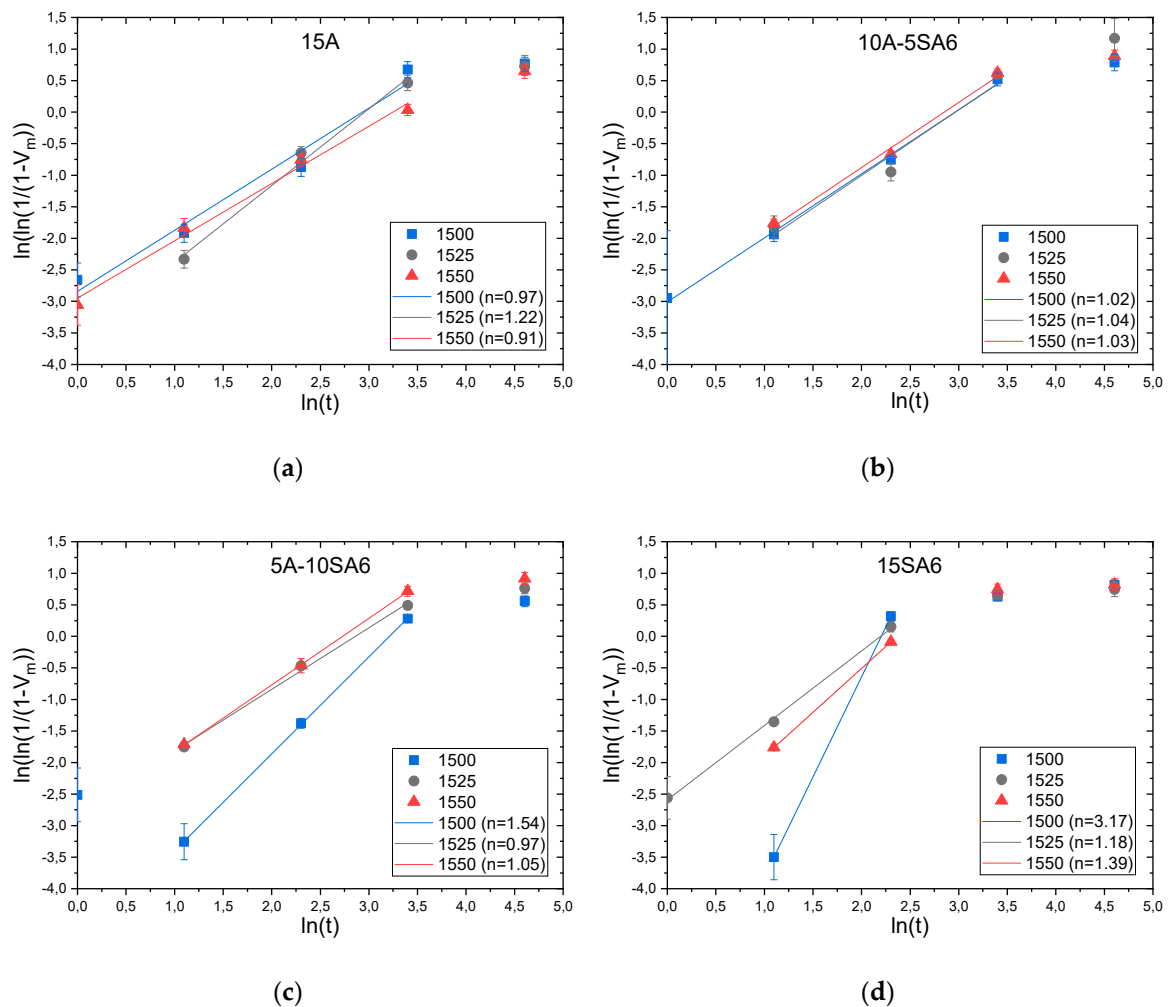 15A
ln(ln(1/(1-Vm))
1,5
1,0
0,5
0,0
-0,5
-1,0
-1,5
-2,0
-2,5
-3,0
-3,5
-4,0
1500
1525
1550
1500 (n=0.97)
1525 (n=1.22)
1550 (n=0.91)
0,0 0,5 1,0 1,5 2,0 2,5 3,0 3,5 4,0 4,5 5,0
ln(t)
(a)
10A-5SA6
ln(ln(1/(1-Vm))
1,5
1,0
0,5
0,0
-0,5
-1,0
-1,5
-2,0
-2,5
-3,0
-3,5
-4,0
1500
1525
1550
1500 (n=1.02)
1525 (n=1.04)
1550 (n=1.03)
0,0 0,5 1,0 1,5 2,0 2,5 3,0 3,5 4,0 4,5 5,0
ln(t)
(b)
5A-10SA6
ln(ln(1/(1-Vm))
1,5
1,0
0,5
0,0
-0,5
-1,0
-1,5
-2,0
-2,5
-3,0
-3,5
-4,0
1500
1525
1550
1500 (n=1.54)
1525 (n=0.97)
1550 (n=1.05)
0,0 0,5 1,0 1,5 2,0 2,5 3,0 3,5 4,0 4,5 5,0
ln(t)
(c)
15SA6
ln(ln(1/(1-Vm))
1,5
1,0
0,5
0,0
-0,5
-1,0
-1,5
-2,0
-2,5
-3,0
-3,5
-4,0
1500
1525
1550
1500 (n=3.17)
1525 (n=1.18)
1550 (n=1.39)
0,0 0,5 1,0 1,5 2,0 2,5 3,0 3,5 4,0 4,5 5,0
ln(t)
(d)